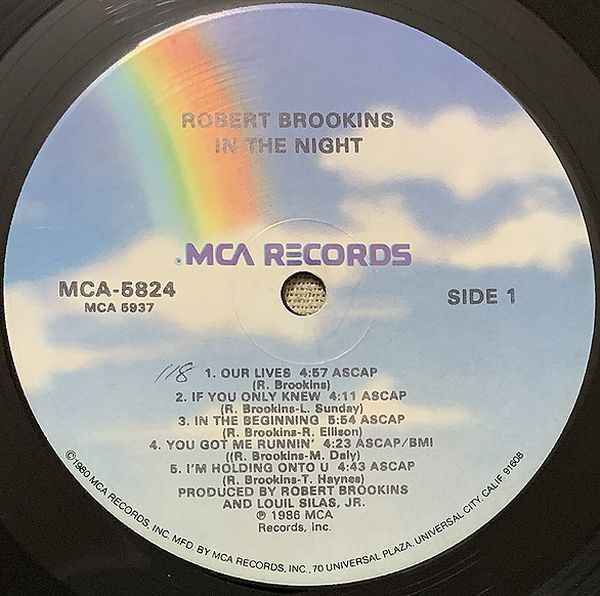 ROBERT BROOKINS
IN THE NIGHT
MCA RECORDS
MCA-5824
MCA 5937
SIDE 1
118
1. OUR LIVES 4:57 ASCAP
(R. Brookins)
2. IF YOU ONLY KNEW 4:11 ASCAP
(R. Brookins-L. Sunday)
3. IN THE BEGINNING 5:54 ASCAP
(R. Brookins-R. Ellison)
4. YOU GOT ME RUNNIN' 4:23 ASCAP/BMI
((R. Brookins-M. Daly)
5. I'M HOLDING ONTO U 4:43 ASCAP
(R. Brookins-T. Haynes)
PRODUCED BY ROBERT BROOKINS
AND LOUIL SILAS, JR.
℗ 1986 MCA
Records, Inc.
©1980 MCA RECORDS, INC. MFD. BY MCA RECORDS, INC., 70 UNIVERSAL PLAZA, UNIVERSAL CITY, CALIF. 91608